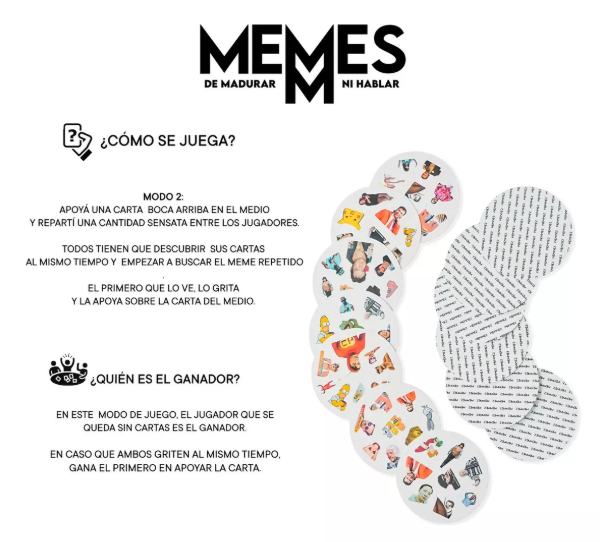 MEMES
DE MADURAR NI HABLAR
¿CÓMO SE JUEGA?
MODO 2:
APOYÁ UNA CARTA BOCA ARRIBA EN EL MEDIO
Y REPARTÍ UNA CANTIDAD SENSATA ENTRE LOS JUGADORES.
TODOS TIENEN QUE DESCUBRIR SUS CARTAS
AL MISMO TIEMPO Y EMPEZAR A BUSCAR EL MEME REPETIDO
.
EL PRIMERO QUE LO VE, LO GRITA
Y LA APOYA SOBRE LA CARTA DEL MEDIO.
¿QUIÉN ES EL GANADOR?
EN ESTE MODO DE JUEGO, EL JUGADOR QUE SE
QUEDA SIN CARTAS ES EL GANADOR.
EN CASO QUE AMBOS GRITEN AL MISMO TIEMPO,
GANA EL PRIMERO EN APOYAR LA CARTA.